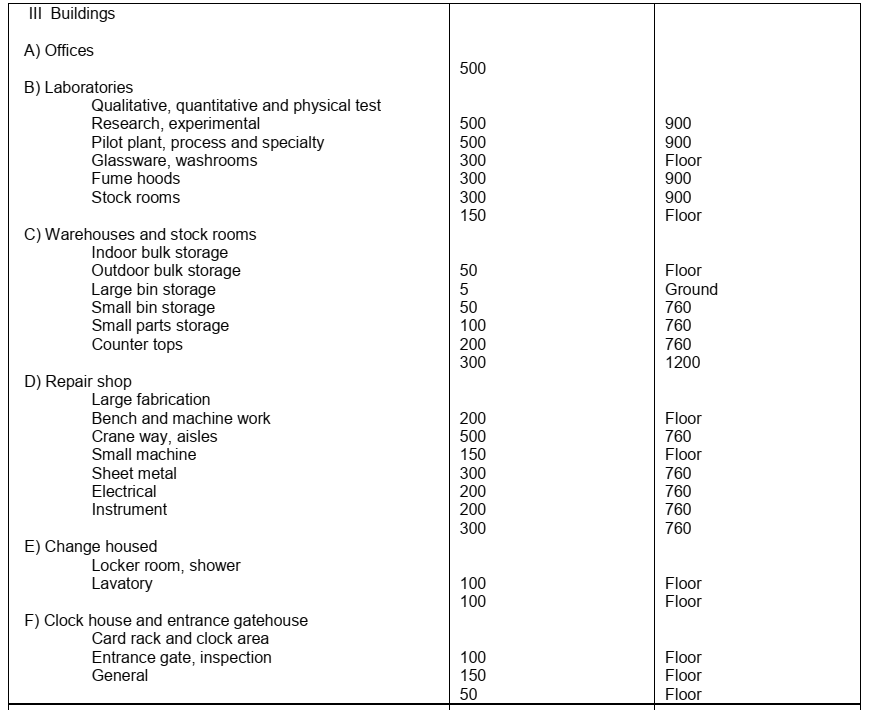 III Buildings
A) Offices
500
B) Laboratories
Qualitative, quantitative and physical test
Research, experimental 500 900
Pilot plant, process and specialty 500 900
Glassware, washrooms 300 Floor
Fume hoods 300 900
Stock rooms 300 900
150 Floor
C) Warehouses and stock rooms
Indoor bulk storage
Outdoor bulk storage 50 Floor
Large bin storage 5 Ground
Small bin storage 50 760
Small parts storage 100 760
Counter tops 200 760
300 1200
D) Repair shop
Large fabrication
Bench and machine work 200 Floor
Crane way, aisles 500 760
Small machine 150 Floor
Sheet metal 300 760
Electrical 200 760
Instrument 200 760
300 760
E) Change housed
Locker room, shower
Lavatory 100 Floor
100 Floor
F) Clock house and entrance gatehouse
Card rack and clock area
Entrance gate, inspection 100 Floor
General 150 Floor
50 Floor